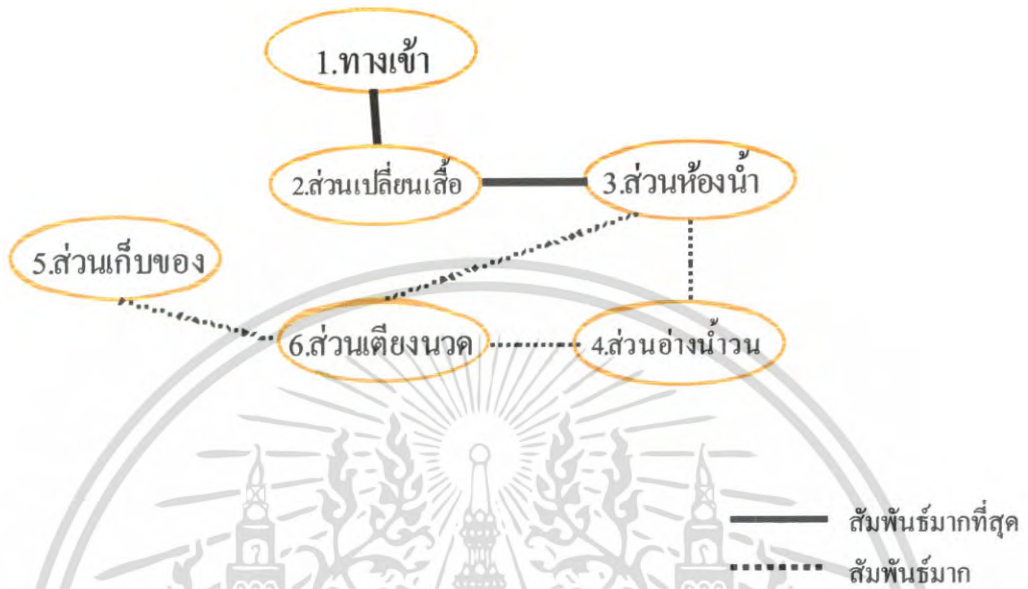 1.ทางเข้า
2.ส่วนเปลี่ยนเสื้อ
3.ส่วนห้องน้ำ
5.ส่วนเก็บของ
6.ส่วนเตียงนวด
4.ส่วนอ่างน้ำวน
สัมพันธ์มากที่สุด
สัมพันธ์มาก